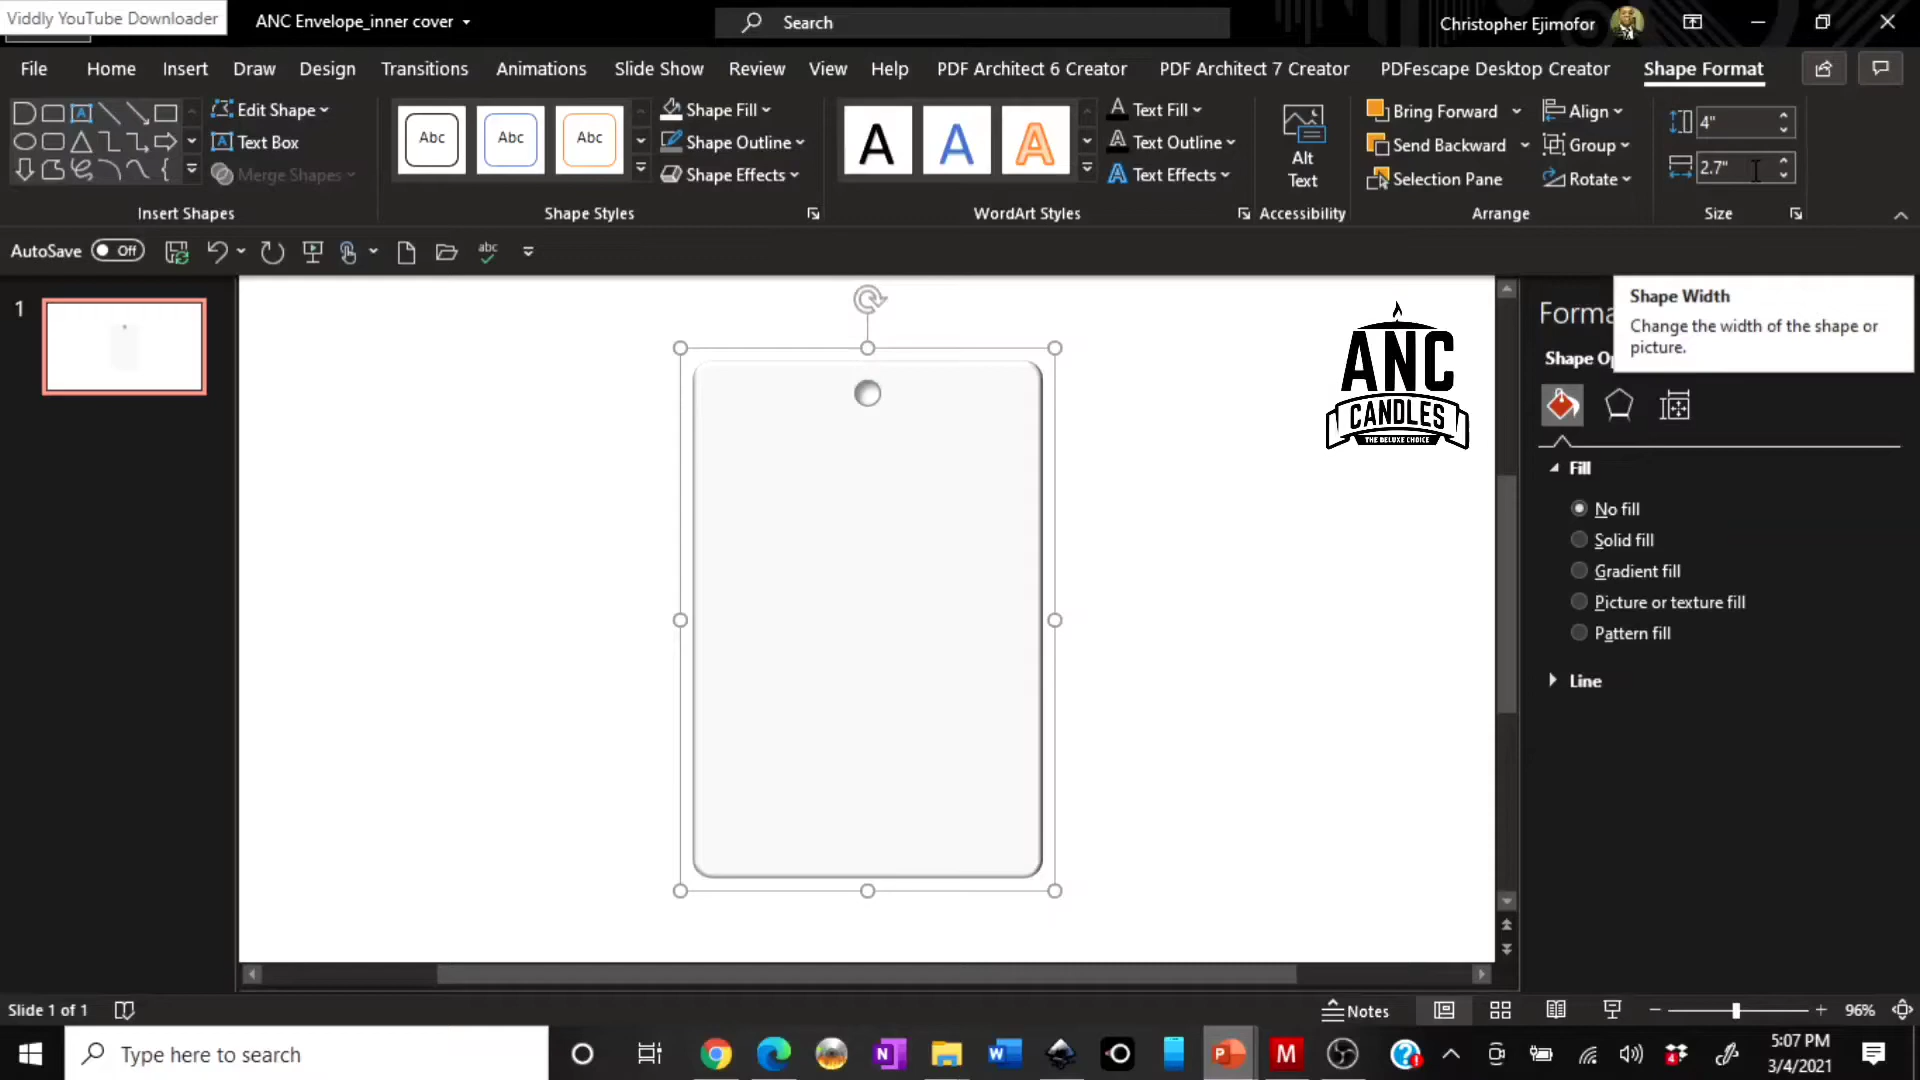 Viddly YouTube Downloader
ANC Envelope_inner cover
Search
Christopher Ejimofor
File Home Insert Draw Design Transitions Animations Slide Show Review View Help PDF Architect 6 Creator PDF Architect 7 Creator PDFescape Desktop Creator Shape Format
Edit Shape
Text Box
Merge Shapes
Insert Shapes
Abc Abc Abc
Shape Fill
Shape Outline
Shape Effects
Shape Styles
A A A
Text Fill
Text Outline
Text Effects
WordArt Styles
Alt
Text
Accessibility
Bring Forward
Send Backward
Selection Pane
Align
Group
Rotate
Arrange
4"
2.7"
Size
AutoSave Off
abc
1
Shape Width
Change the width of the shape or
picture.
Forma
Shape Op
Fill
No fill
Solid fill
Gradient fill
Picture or texture fill
Pattern fill
Line
ANC
CANDLES
THE DELUXE CHOICE
Slide 1 of 1
Notes
96%
Type here to search
5:07 PM
3/4/2021